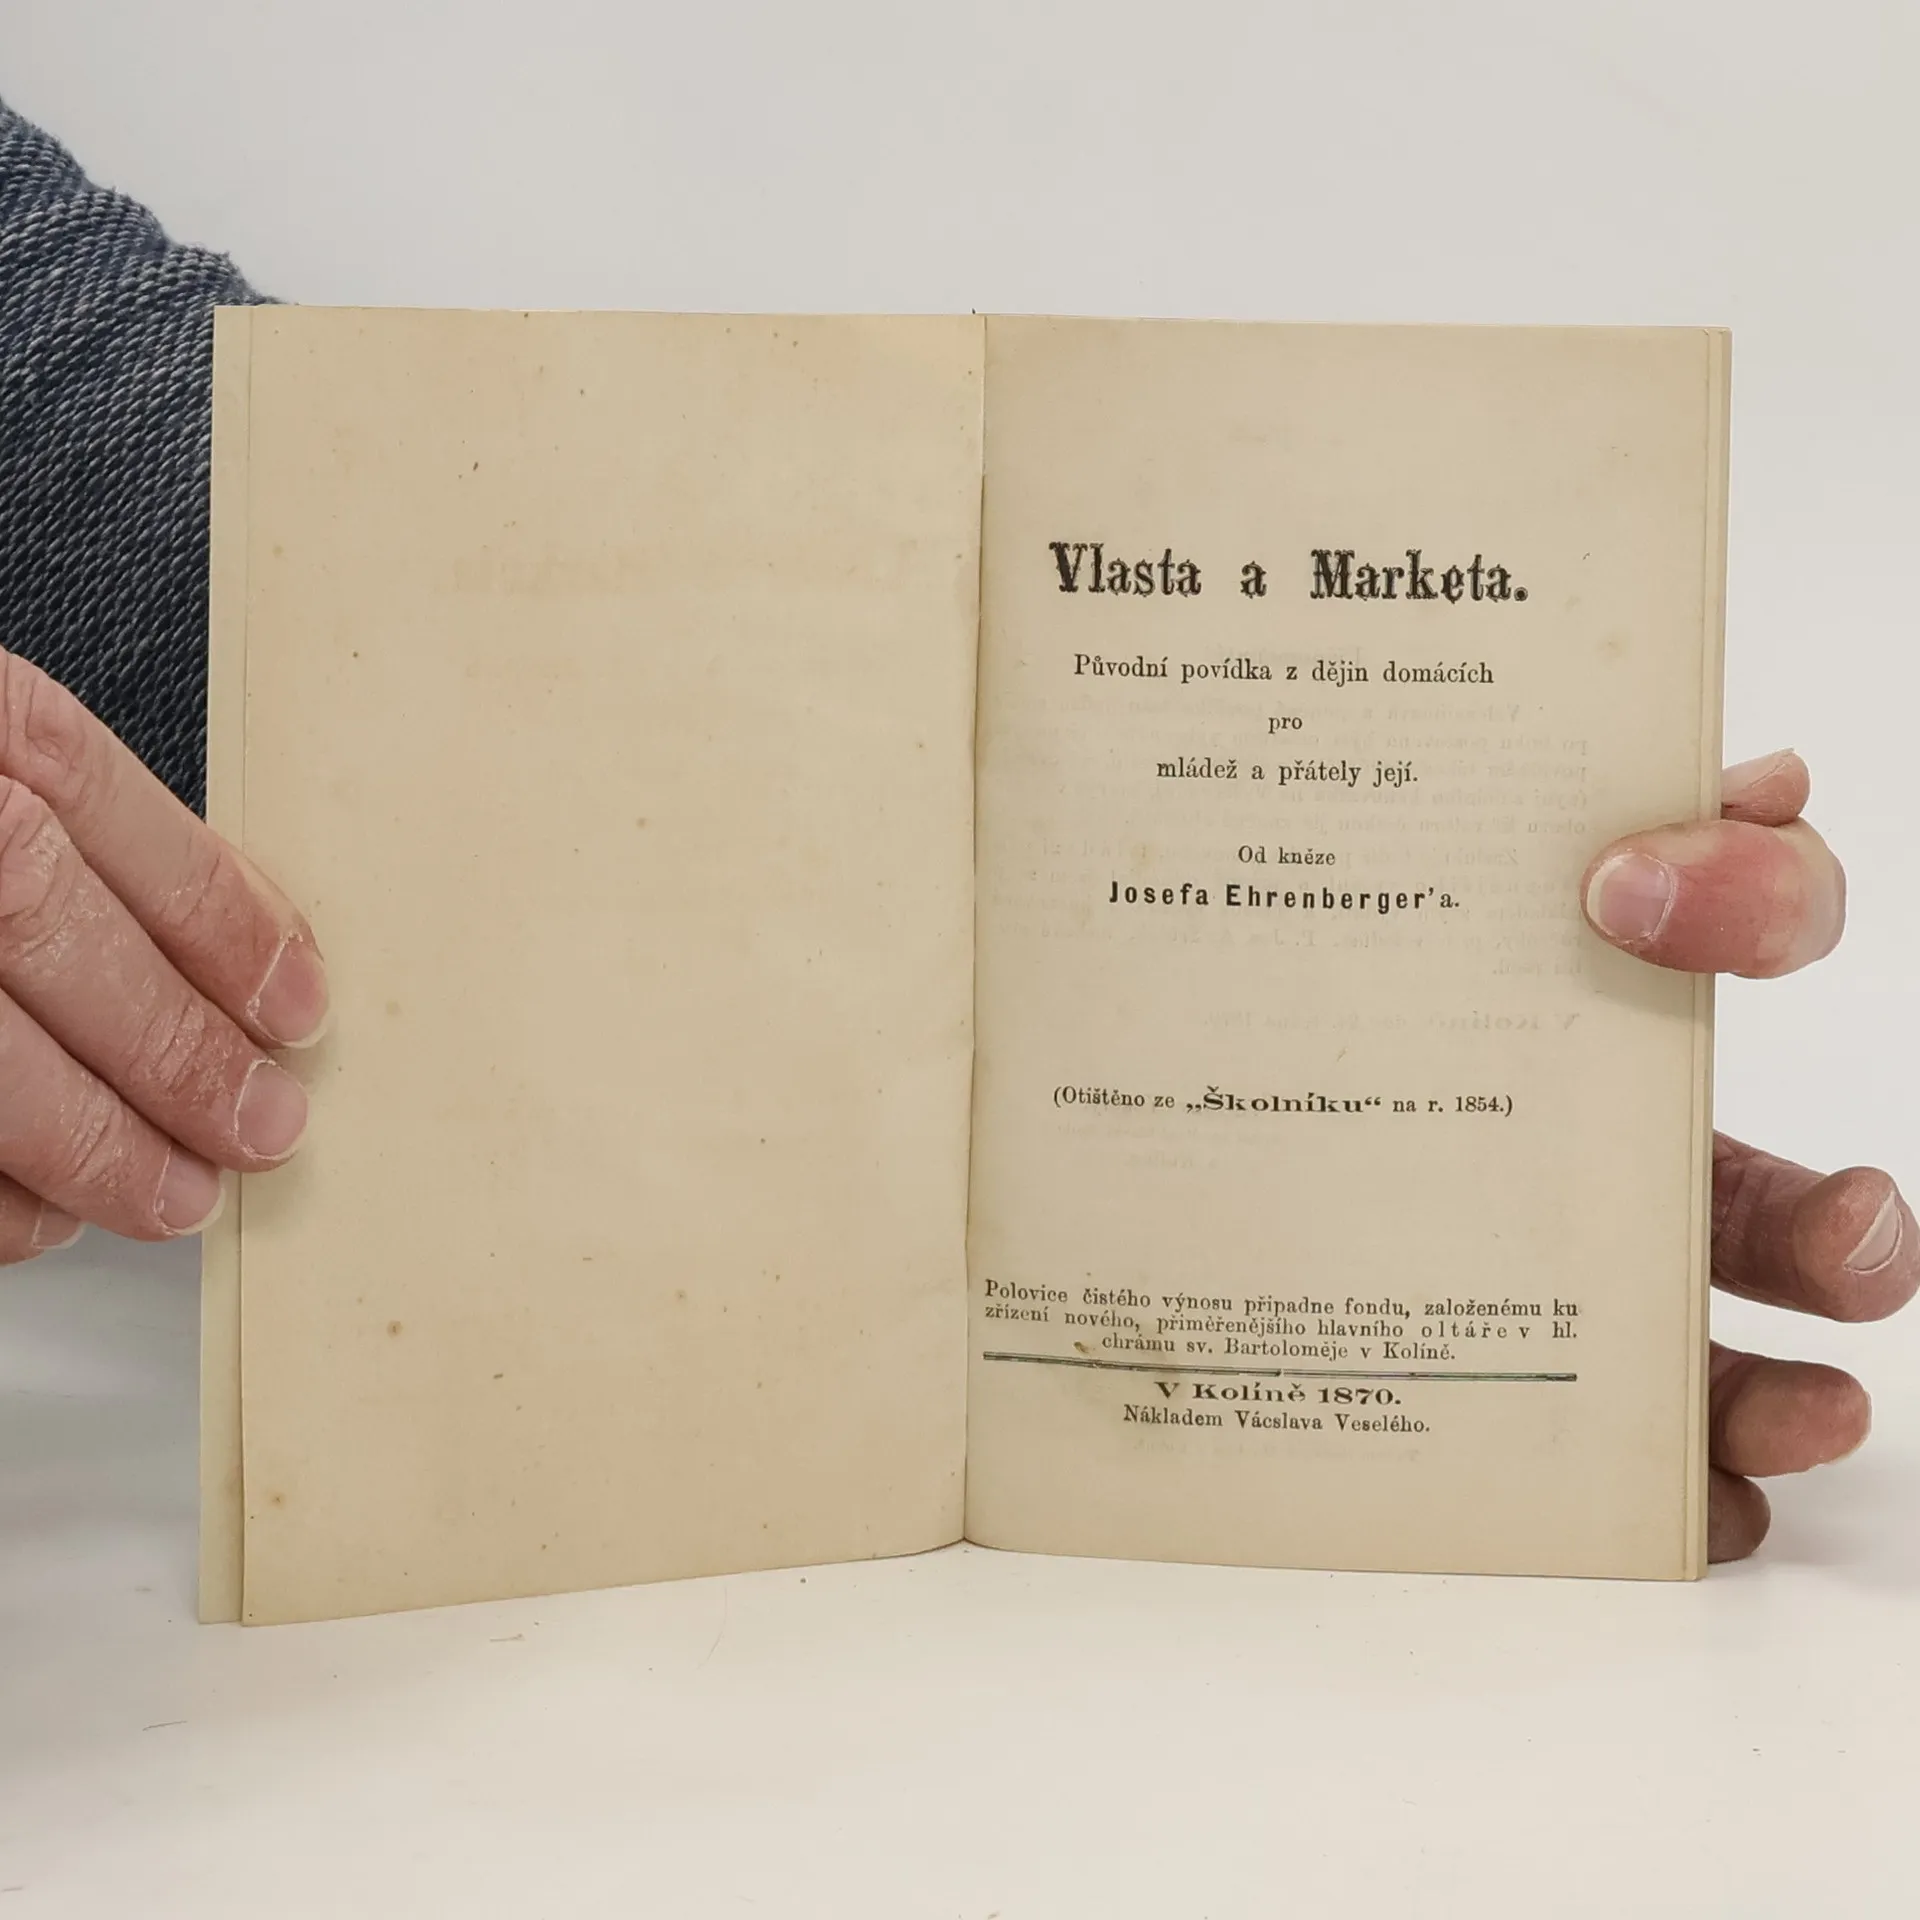 Vlasta a Marketa.
Původní povídka z dějin domácích
pro
mládež a přátely její.
Od kněze
Josefa Ehrenberger'a.
(Otištěno ze „Školníku“ na r. 1854.)
Polovice čistého výnosu připadne fondu, založenému ku
zřízení nového, přiměřenějšího hlavního oltáře v hl.
chrámu sv. Bartoloměje v Kolíně.
V Kolíně 1870.
Nákladem Vácslava Veselého.